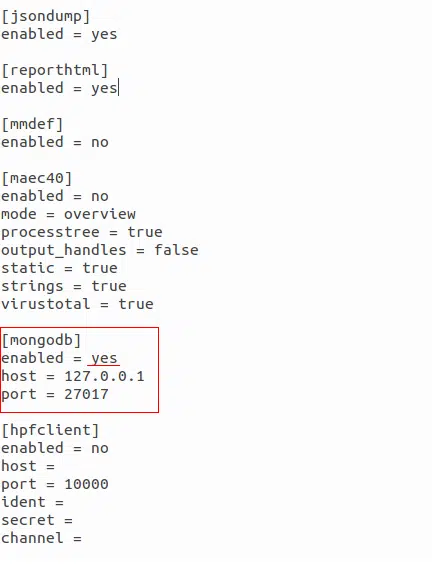 [jsondump]
enabled = yes
[reporthtml]
enabled = yes
[mmdef]
enabled = no
[maec40]
enabled = no
mode = overview
processtree = true
output_handles = false
static = true
strings = true
virustotal = true
[mongodb]
enabled = yes
host = 127.0.0.1
port = 27017
[hpfclient]
enabled = no
host =
port = 10000
ident =
secret =
channel =